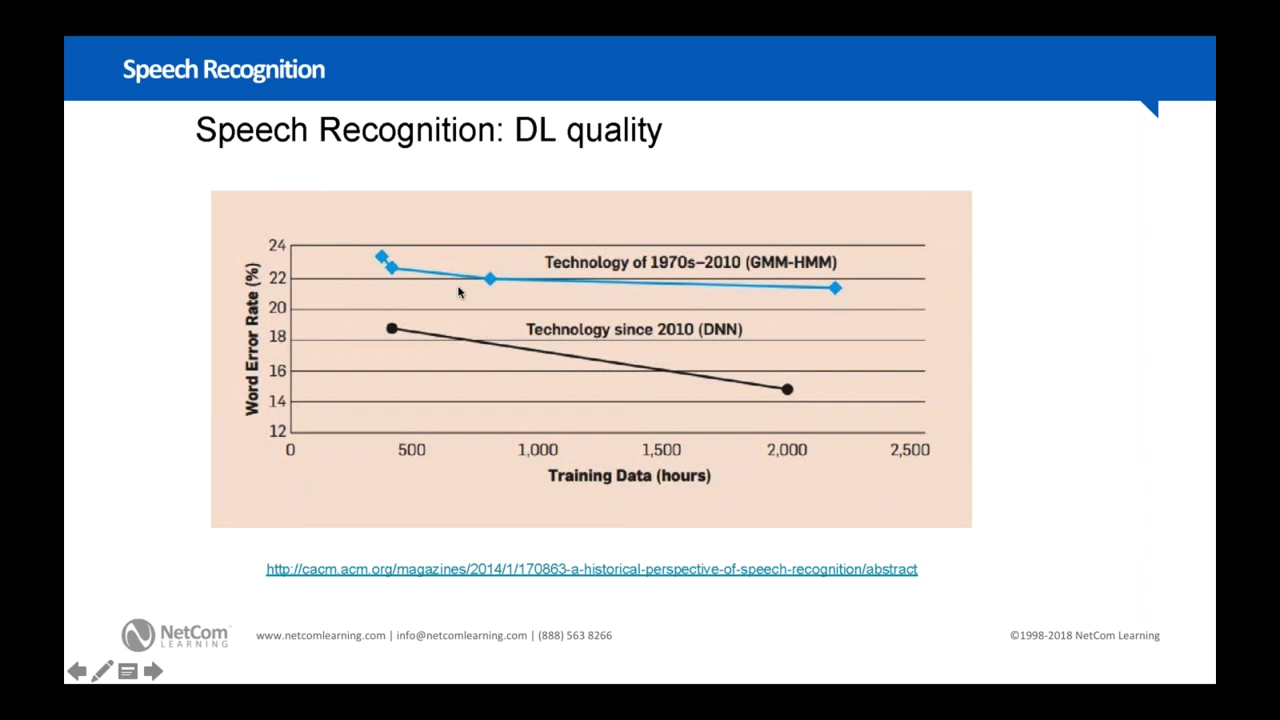 Speech Recognition
Speech Recognition: DL quality
24
22
20
18
16
14
12
Word Error Rate (%)
Technology of 1970s–2010 (GMM-HMM)
Technology since 2010 (DNN)
0 500 1,000 1,500 2,000 2,500
Training Data (hours)
http://cacm.acm.org/magazines/2014/1/170863-a-historical-perspective-of-speech-recognition/abstract
NetCom™
LEARNING
www.netcomlearning.com | info@netcomlearning.com | (888) 563 8266
©1998-2018 NetCom Learning